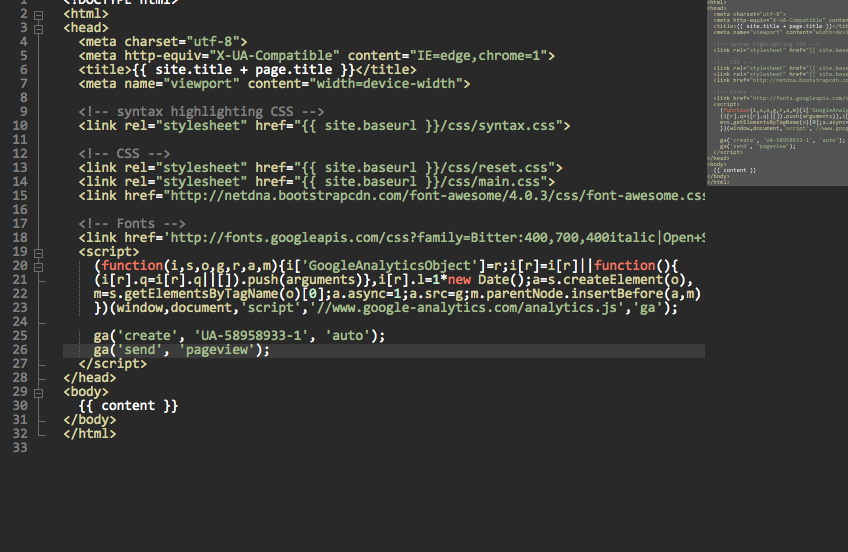 1 <!DOCTYPE html>
2 <html>
3 <head>
4 <meta charset="utf-8">
5 <meta http-equiv="X-UA-Compatible" content="IE=edge,chrome=1">
6 <title>{{ site.title + page.title }}</title>
7 <meta name="viewport" content="width=device-width">
8
9 <!-- syntax highlighting CSS -->
10 <link rel="stylesheet" href="{{ site.baseurl }}/css/syntax.css">
11
12 <!-- CSS -->
13 <link rel="stylesheet" href="{{ site.baseurl }}/css/reset.css">
14 <link rel="stylesheet" href="{{ site.baseurl }}/css/main.css">
15 <link href="http://netdna.bootstrapcdn.com/font-awesome/4.0.3/css/font-awesome.css
16
17 <!-- Fonts -->
18 <link href='http://fonts.googleapis.com/css?family=Bitter:400,700,400italic|Open+S
19 <script>
20 (function(i,s,o,g,r,a,m){i['GoogleAnalyticsObject']=r;i[r]=i[r]||function(){
21 (i[r].q=i[r].q||[]).push(arguments)},i[r].l=1*new Date();a=s.createElement(o),
22 m=s.getElementsByTagName(o)[0];a.async=1;a.src=g;m.parentNode.insertBefore(a,m)
23 })(window,document,'script','//www.google-analytics.com/analytics.js','ga');
24
25 ga('create', 'UA-58958933-1', 'auto');
26 ga('send', 'pageview');
27 </script>
28 </head>
29 <body>
30 {{ content }}
31 </body>
32 </html>
33